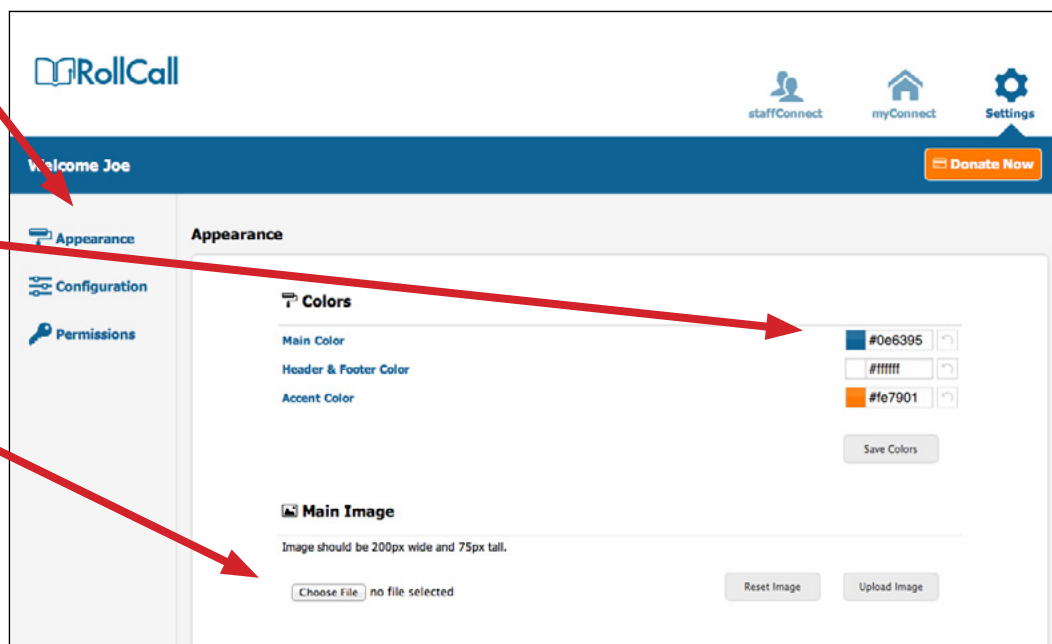 RollCall
staffConnect myConnect Settings
Welcome Joe Donate Now
Appearance Appearance
Colors
Configuration
Permissions
Main Color #0e6395
Header & Footer Color #ffffff
Accent Color #fe7901
Save Colors
Main Image
Image should be 200px wide and 75px tall.
Choose File no file selected Reset Image Upload Image